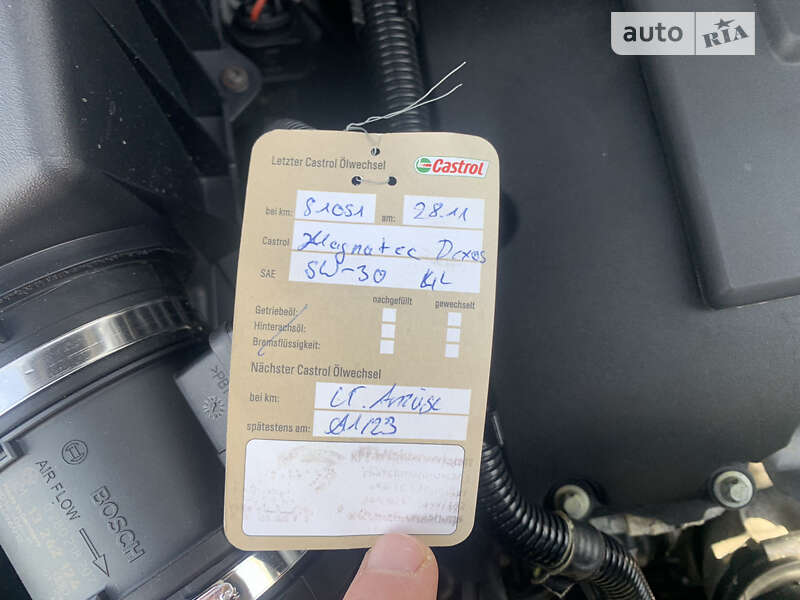 auto RIA
Letzter Castrol Ölwechsel
Castrol
bei km: 81051 am: 28.11
Castrol Magnatec Dexos
SAE 5W-30 4L
nachgefüllt gewechselt
Getriebeöl:
Hinterachsöl:
Bremsflüssigkeit:
Nächster Castrol Ölwechsel
bei km: LT. Anzeige
spätestens am: 11/23
AIR FLOW
BOSCH